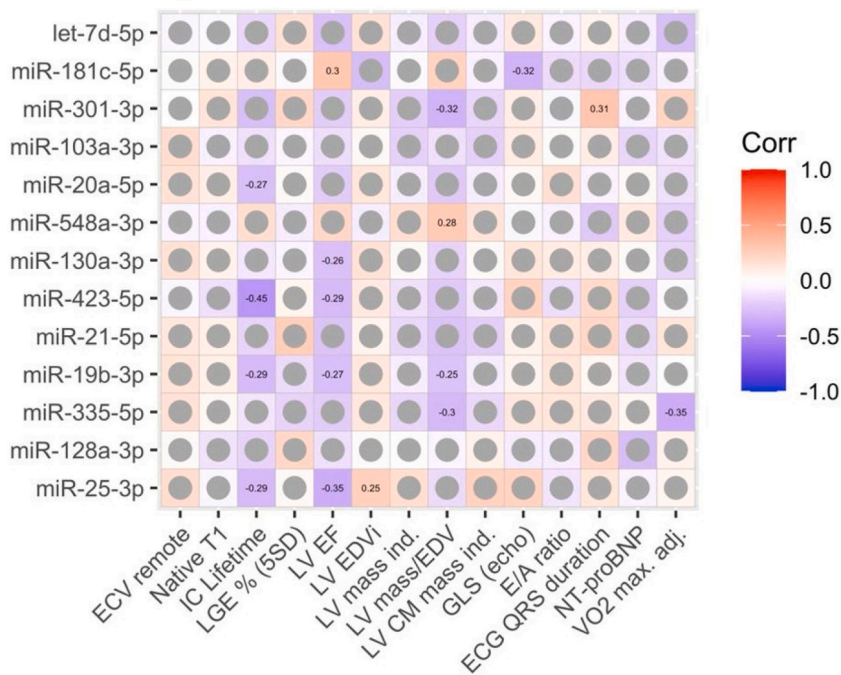 let-7d-5p
miR-181c-5p 0.3 -0.32
miR-301-3p -0.32 0.31
miR-103a-3p
miR-20a-5p -0.27
miR-548a-3p 0.28
miR-130a-3p -0.26
miR-423-5p -0.45 -0.29
miR-21-5p
miR-19b-3p -0.29 -0.27 -0.25
miR-335-5p -0.3 -0.35
miR-128a-3p
miR-25-3p -0.29 -0.35 0.25
ECV remote
Native T1
IC Lifetime
LGE % (5SD)
LV EF
LV EDVi
LV mass ind.
LV mass/EDV
LV CM mass ind.
GLS (echo)
E/A ratio
ECG QRS duration
NT-proBNP
VO2 max. adj.
Corr
1.0
0.5
0.0
-0.5
-1.0